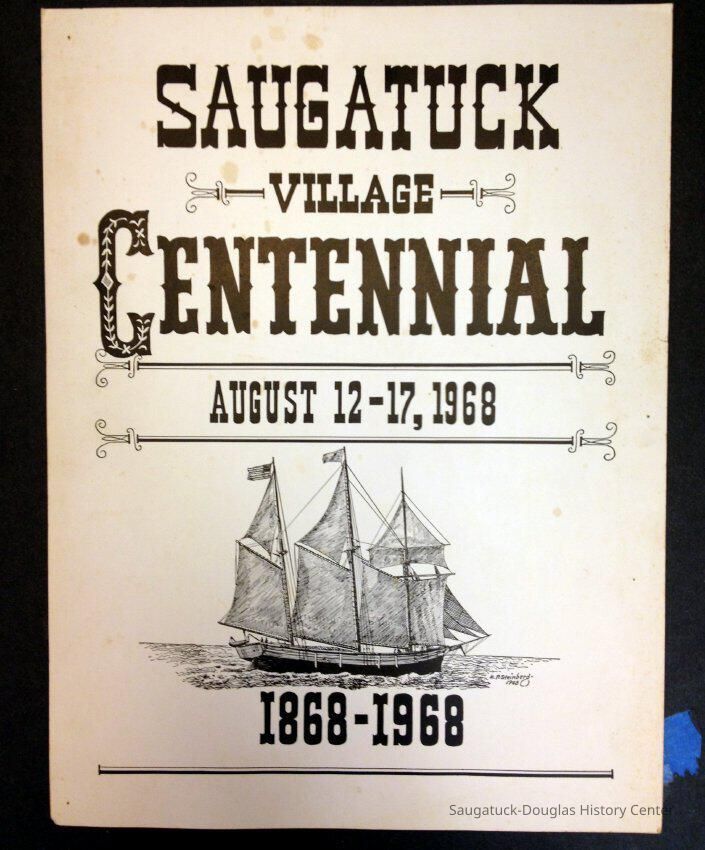 SAUGATUCK
VILLAGE
CENTENNIAL
AUGUST 12-17, 1968
1868-1968
Saugatuck-Douglas History Center